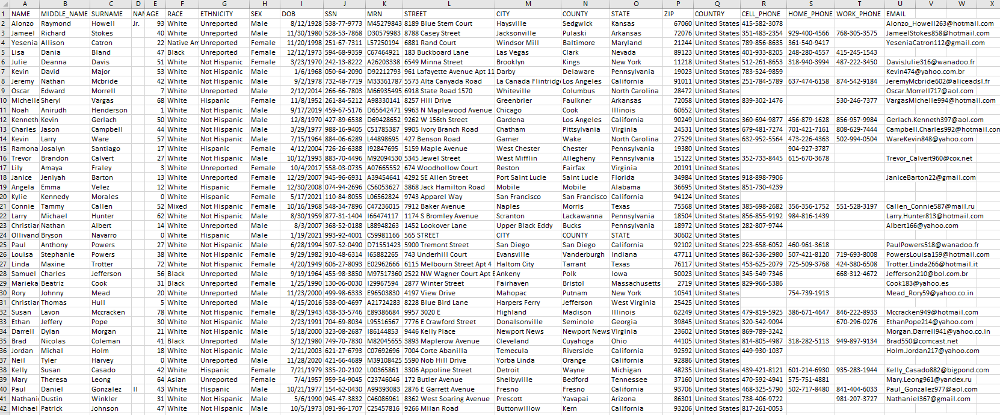 A B C D E F G H I J K L M N O P Q R S T U V W X
1 NAME MIDDLE_NAME SURNAME NAM AGE RACE ETHNICITY SEX DOB SSN MRN STREET CITY COUNTY STATE ZIP COUNTRY CELL_PHONE HOME_PHONE WORK_PHONE EMAIL
2 Alonzo Raymond Howell Jr. 93 White Unreported Male 8/12/1928 538-77-9773 M45279843 8189 Blue Stem Court Haysville Sedgwick Kansas 67060 United States 415-582-3078 Alonzo_Howell263@hotmail.com
3 Jameel Richard Stokes 40 White Unreported Male 11/30/1980 528-53-7868 D30579983 8788 Casey Street Jacksonville Pulaski Arkansas 72076 United States 351-483-2354 929-400-4566 768-305-3575 JameelStokes858@hotmail.com
4 Yesenia Allison Catron 22 Native Am Unreported Female 11/20/1998 251-67-7311 L57250194 6881 Rand Court Windsor Mill Baltimore Maryland 21244 United States 789-856-8635 361-540-9417 YeseniaCatron112@gmail.com
5 Lisa Dania Bland 47 Black Unreported Female 12/12/1973 594-68-9359 C67464921 183 Buckboard Lane Las Vegas Clark Nevada 89123 United States 401-933-8205 248-280-4557 415-245-1543
6 Julie Deanna Davis 51 White Not Hispanic Female 3/23/1970 242-13-8222 A26203338 6549 Minna Street Brooklyn Kings New York 11218 United States 512-261-8653 318-940-3994 487-222-3450 DavisJulie316@wanadoo.fr
7 Kevin David Major 53 White Not Hispanic Male 1/6/1968 050-64-2090 D92212793 961 Lafayette Avenue Apt 11 Darby Delaware Pennsylvania 19023 United States 783-524-9859 Kevin474@yahoo.com.br
8 Jeremy Nathan Mcbride 42 White Not Hispanic Male 9/2/1978 732-48-7719 M33361787 5573 Alta Canyada Road La Canada Flintridge Los Angeles California 91011 United States 251-784-5789 637-474-6158 874-542-9184 JeremyMcbride602@aliceadsl.fr
9 Oscar Edward Morrell 7 White Unreported Male 2/12/2014 266-66-7803 M66935495 6918 State Road 1570 Whiteville Columbus North Carolina 28472 United States Oscar.Morrell717@aol.com
10 Michelle Sheryl Vargas 68 White Hispanic Female 11/8/1952 261-84-5212 A98330141 8257 Hill Drive Greenbrier Faulkner Arkansas 72058 United States 839-302-1476 530-246-7377 VargasMichelle994@hotmail.com
11 Noah Anirudh Henderson 1 White Not Hispanic Male 9/17/2019 459-67-5176 D65642471 9963 N Maplewood Avenue Chicago Cook Illinois 60652 United States
12 Kenneth Kevin Gerlach 50 White Not Hispanic Male 12/8/1970 427-89-6538 D69428652 9262 W 156th Street Gardena Los Angeles California 90249 United States 360-694-9877 456-879-1628 856-957-9984 Gerlach.Kenneth397@aol.com
13 Charles Jason Campbell 44 White Not Hispanic Male 3/29/1977 988-16-9405 C51785387 9905 Ivory Branch Road Chatham Pittsylvania Virginia 24531 United States 679-481-7274 701-421-7161 808-629-7444 Campbell.Charles992@hotmail.com
14 Kevin Larry Ware 57 White Not Hispanic Male 7/15/1964 884-06-6289 L44898695 427 Benson Road Garner Wake North Carolina 27529 United States 632-952-5564 473-226-4363 502-994-0504 WareKevin848@yahoo.com
15 Ramona Josalyn Santiago 17 White Hispanic Female 4/12/2004 726-26-6388 I92847695 5159 Maple Avenue West Chester Chester Pennsylvania 19380 United States 904-927-3787
16 Trevor Brandon Calvert 27 White Not Hispanic Male 10/12/1993 883-70-4496 M92094530 5345 Jewel Street West Mifflin Allegheny Pennsylvania 15122 United States 352-733-8445 615-670-3678 Trevor_Calvert960@cox.net
17 Lily Amaya Fraley 3 White Unreported Female 10/4/2017 558-03-0735 A07665552 674 Woodhollow Court Reston Fairfax Virginia 20191 United States
18 Janice Jeniyah Barton 13 White Unreported Female 12/29/2007 945-96-6931 A39454641 4292 SE Allen Street Port Saint Lucie Saint Lucie Florida 34984 United States 918-898-7906 JaniceBarton22@gmail.com
19 Angela Emma Velez 12 White Hispanic Female 12/30/2008 074-94-2696 C56053627 3868 Jack Hamilton Road Mobile Mobile Alabama 36695 United States 851-730-4239
20 Kylie Kennedy Morales 0 White Hispanic Female 5/17/2021 110-84-8055 L06562824 9743 Apparel Way San Francisco San Francisco California 94124 United States
21 Connie Tammy Callen 52 Mixed Not Hispanic Female 10/16/1968 548-34-7896 C47236015 7912 Baker Avenue Naples Morris Texas 75568 United States 385-698-2682 356-356-1752 551-528-3197 Callen_Connie587@mail.ru
22 Larry Michael Hunter 62 White Not Hispanic Male 8/30/1959 877-31-1404 I66474117 1174 S Bromley Avenue Scranton Lackawanna Pennsylvania 18504 United States 856-855-9192 984-816-1439 Larry.Hunter813@hotmail.com
23 Christian Nathan Albert 14 White Unreported Male 8/3/2007 368-52-0188 L88948263 1452 Lookover Lane Upper Black Eddy Bucks Pennsylvania 18972 United States 282-807-9744 Albert166@yahoo.com
24 Ollivand Bryson Navarro 0 White Hispanic Male 1/19/2021 993-92-4001 C59981166 565 STREET CITY COUNTY STATE 30602 United States
25 Paul Anthony Powers 27 White Not Hispanic Male 6/28/1994 597-52-0490 D71551423 5900 Tremont Street San Diego San Diego California 92102 United States 223-658-6052 460-961-3618 PaulPowers518@wanadoo.fr
26 Louisa Stephanie Powers 38 White Not Hispanic Female 9/29/1982 910-48-6314 I65882265 743 Underhill Court Evansville Vanderburgh Indiana 47711 United States 862-536-2980 507-421-8120 719-693-8008 PowersLouisa159@hotmail.com
27 Linda Maxine Trotter 72 White Not Hispanic Female 4/20/1949 606-27-8093 E02962666 6115 Melbourn Street Apt 4 Haltom City Tarrant Texas 76117 United States 453-625-2079 725-509-3768 424-380-6508 Trotter.Linda266@hotmail.it
28 Samuel Charles Jefferson 56 Black Unreported Male 9/19/1964 455-98-3850 M97517360 2522 NW Wagner Court Apt E Ankeny Polk Iowa 50023 United States 345-549-7346 668-312-4672 Jefferson210@bol.com.br
29 Marieka Beatriz Cook 31 Black Unreported Female 1/25/1990 130-06-0030 I29967594 2877 Winter Street Fairhaven Bristol Massachusetts 2719 United States 829-966-5386 Cook183@yahoo.es
30 Rory Johnny Mead 20 White Unreported Male 11/23/2000 499-98-6333 E96503830 4197 View Drive Mahopac Putnam New York 10541 United States 754-739-1913 Mead_Rory59@yahoo.co.in
31 Christian Thomas Hull 5 White Unreported Male 4/15/2016 538-00-4697 A21724283 8228 Blue Bird Lane Harpers Ferry Jefferson West Virginia 25425 United States
32 Susan Lavon Mccracken 78 White Not Hispanic Female 8/29/1943 438-33-5746 E89386684 9957 3020 E Highland Madison Illinois 62249 United States 479-819-5925 386-671-4647 846-222-8933 Mccracken949@hotmail.com
33 Ethan Jeffery Pope 30 White Not Hispanic Male 2/23/1991 704-69-8034 L95516567 7776 E Crawford Street Donalsonville Seminole Georgia 39845 United States 320-542-9094 670-296-0276 EthanPope214@yahoo.com
34 Darrell Dylan Morgan 21 White Not Hispanic Male 5/18/2000 323-08-2687 I86144853 9446 Kelly Place Newport News Newport News Virginia 23602 United States 869-789-3242 Morgan.Darrell941@yahoo.co.in
35 Brad Nicolas Coleman 41 Black Unreported Male 3/12/1980 749-70-7830 M82045655 3893 Maplerow Avenue Cleveland Cuyahoga Ohio 44105 United States 814-805-4987 318-282-5113 949-897-9134 Brad550@comcast.net
36 Jordan Michal Holm 18 White Not Hispanic Male 2/21/2003 621-27-6793 C07692696 7004 Corte Abanilla Temecula Riverside California 92592 United States 449-930-1037 Holm.Jordan217@yahoo.com
37 Neil Tyler Harvey 0 White Unreported Male 11/28/2020 421-66-4689 M39108425 5590 Nob Hill Drive Yorba Linda Orange California 92886 United States
38 Kelly Susan Casado 42 White Hispanic Female 7/21/1979 335-20-2102 L00365861 3306 Appoline Street Detroit Wayne Michigan 48235 United States 439-421-8121 601-214-6930 935-283-1944 Kelly_Casado882@bigpond.com
39 Mary Theresa Leong 64 Asian Unreported Female 7/4/1957 959-54-9045 C23746046 172 Butler Avenue Shelbyville Bedford Tennessee 37160 United States 470-592-4941 575-751-4881 Mary.Leong961@yandex.ru
40 Paul Daniel Gonzalez II 43 White Hispanic Male 10/21/1977 154-62-0430 A99393083 2876 E Garrett Avenue Fresno Fresno California 93706 United States 468-325-5790 502-717-8480 841-404-6033 Paul_Gonzalez977@aol.com
41 Nathanie Dustin Winkler 31 White Not Hispanic Male 5/6/1990 945-47-3832 C46086961 8362 West Soaring Avenue Prescott Yavapai Arizona 86301 United States 738-406-9722 981-207-3727 Nathaniel367@gmail.com
42 Michael Patrick Johnson 47 White Not Hispanic Male 10/5/1973 091-96-1707 C25457816 9266 Milan Road Buttonwillow Kern California 93206 United States 817-261-0053